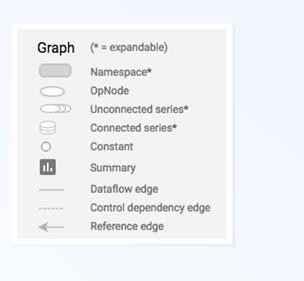 Graph (* = expandable)
Namespace*
OpNode
Unconnected series*
Connected series*
Constant
Summary
Dataflow edge
Control dependency edge
Reference edge